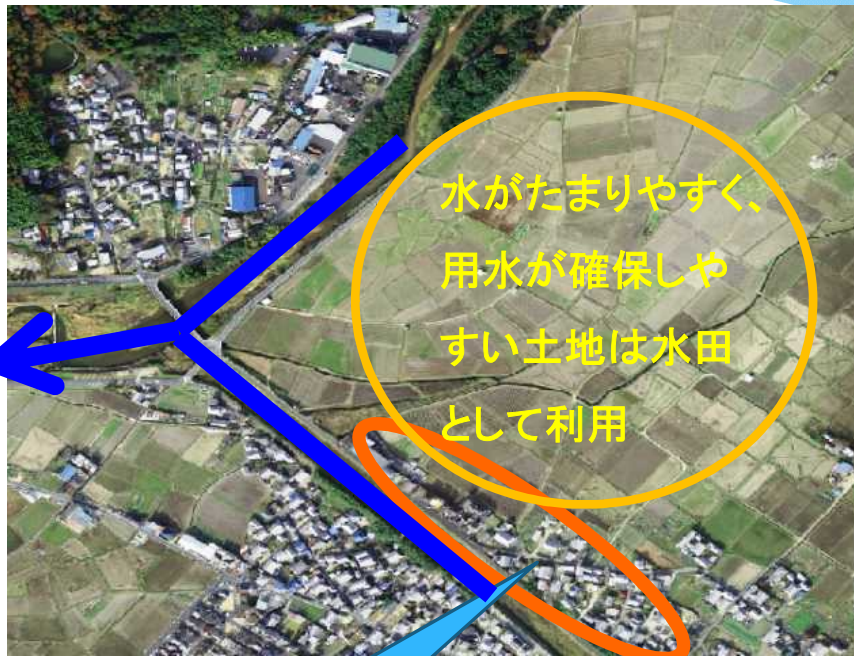 水がたまりやすく、
用水が確保しや
すい土地は水田
として利用